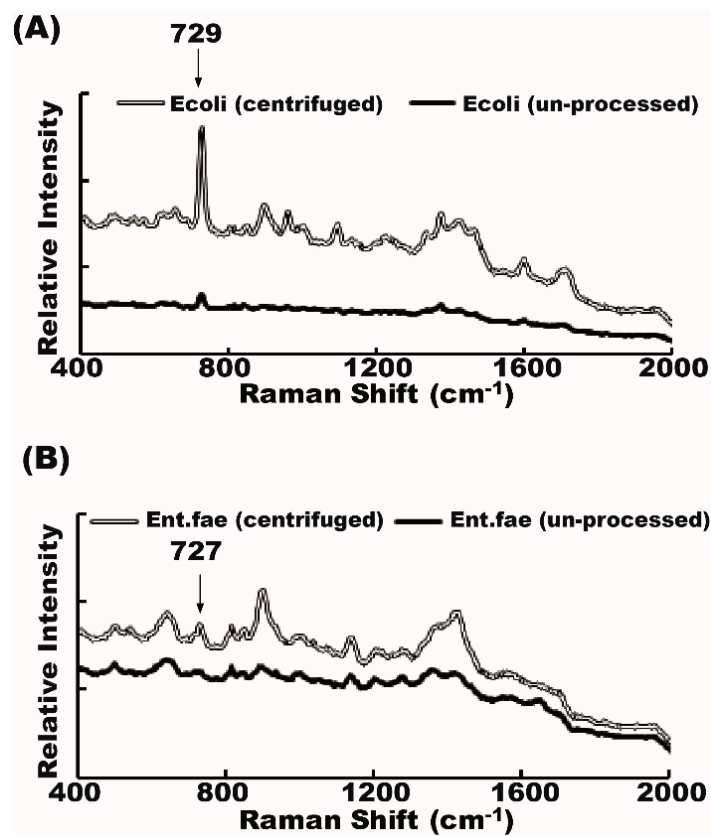 (A)
729
Ecoli (centrifuged) Ecoli (un-processed)
Relative Intensity
400 800 1200 1600 2000
Raman Shift (cm-1)
(B)
Ent.fae (centrifuged) Ent.fae (un-processed)
727
Relative Intensity
400 800 1200 1600 2000
Raman Shift (cm-1)